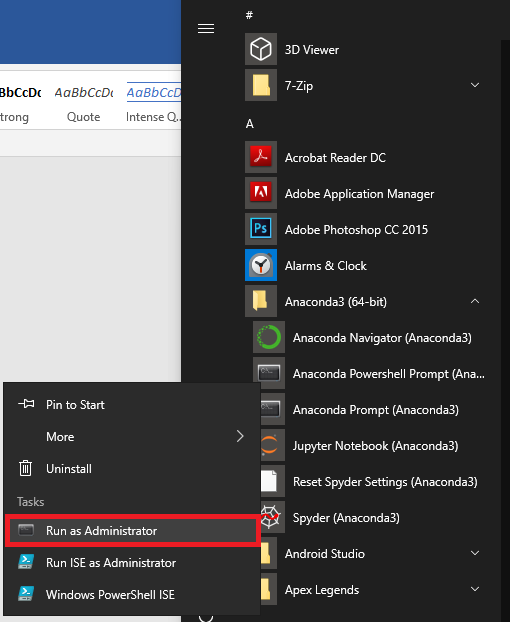 #
3D Viewer
7-Zip
A
Acrobat Reader DC
Adobe Application Manager
Ps
Adobe Photoshop CC 2015
Alarms & Clock
Anaconda3 (64-bit)
Anaconda Navigator (Anaconda3)
Anaconda Powershell Prompt (Ana...
Anaconda Prompt (Anaconda3)
Jupyter Notebook (Anaconda3)
Reset Spyder Settings (Anaconda3)
Spyder (Anaconda3)
Android Studio
Apex Legends
BbCcDc AaBbCcDc AaBbCcD
trong Quote Intense Q..
Pin to Start
More
Uninstall
Tasks
Run as Administrator
Run ISE as Administrator
Windows PowerShell ISE